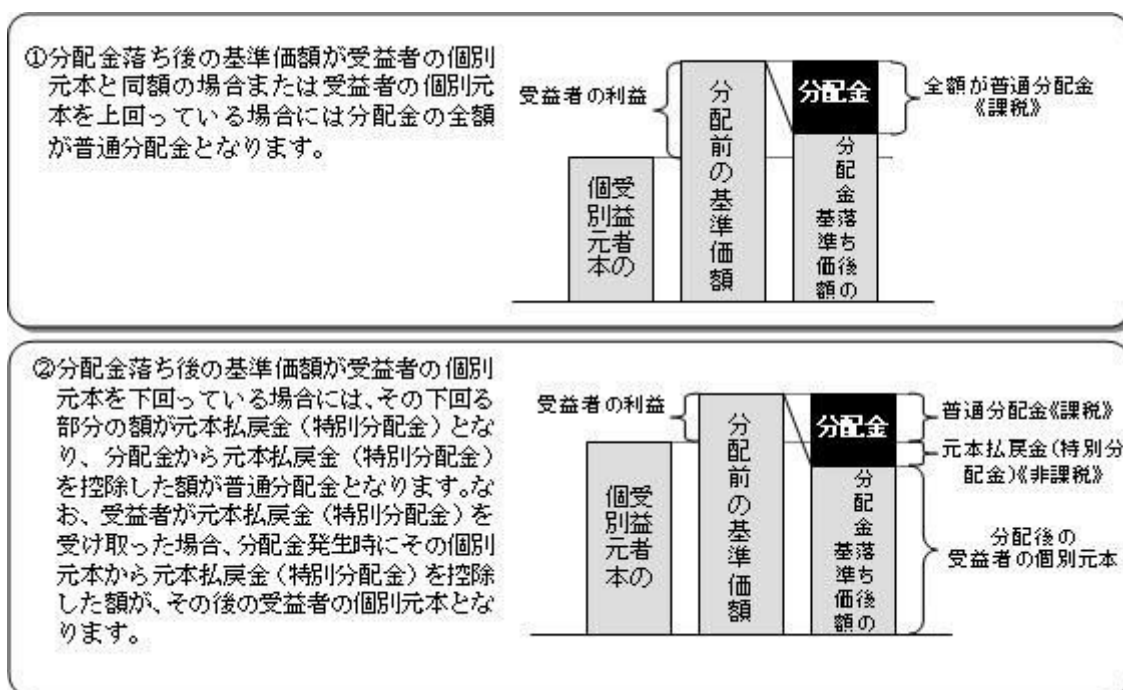 ①分配金落ち後の基準価額が受益者の個別
元本と同額の場合または受益者の個別元
本を上回っている場合には分配金の全額
が普通分配金となります。
受益者の利益
受益者の
個別元本
分配前の基準価額
分配金
分配金落ち後の
基準価額
全額が普通分配金
《課税》
②分配金落ち後の基準価額が受益者の個別
元本を下回っている場合には、その下回る
部分の額が元本払戻金(特別分配金)とな
り、分配金から元本払戻金(特別分配金)
を控除した額が普通分配金となります。な
お、受益者が元本払戻金(特別分配金)を
受け取った場合、分配金発生時にその個別
元本から元本払戻金(特別分配金)を控除
した額が、その後の受益者の個別元本とな
ります。
受益者の利益
受益者の
個別元本
分配前の基準価額
分配金
分配金落ち後の
基準価額
普通分配金《課税》
元本払戻金(特別分
配金)《非課税》
分配後の
受益者の個別元本